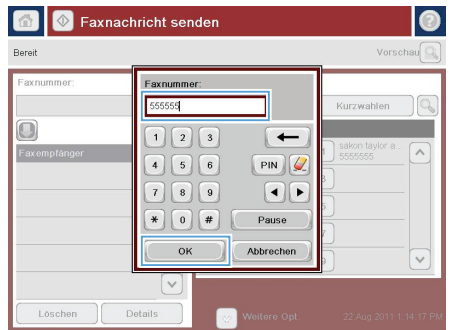 Faxnachricht senden
Bereit
Vorschau
Faxnummer:
Kurzwahlen
Faxempfänger
sakon taylor a
5555555
Faxnummer:
555555
1 2 3
4 5 6 PIN
7 8 9
* 0 # Pause
OK Abbrechen
Löschen Details
Weitere Opt. 22.Aug 2011 1:14:17 PM